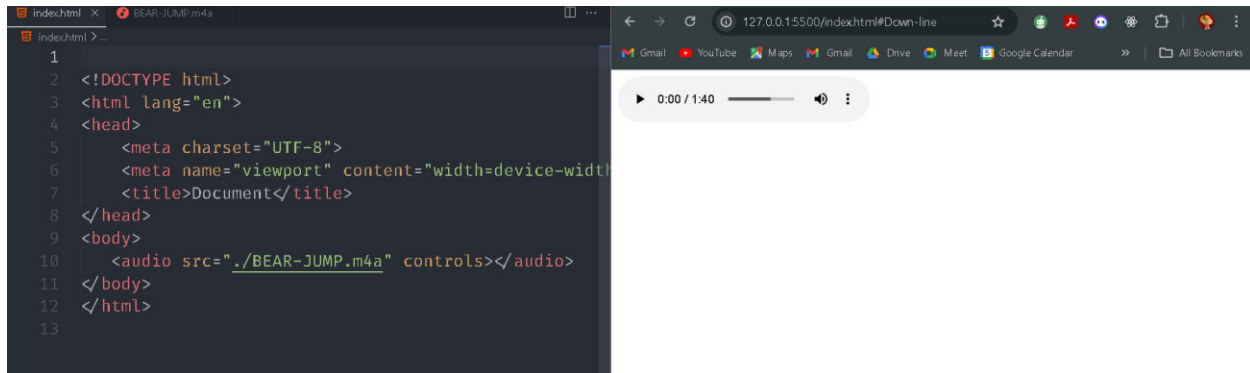 index.html
BEAR-JUMP.m4a
index.html > ...
1
2 <!DOCTYPE html>
3 <html lang="en">
4 <head>
5 <meta charset="UTF-8">
6 <meta name="viewport" content="width=device-width
7 <title>Document</title>
8 </head>
9 <body>
10 <audio src="./BEAR-JUMP.m4a" controls></audio>
11 </body>
12 </html>
13
127.0.0.1:5500/index.html#Down-line
Gmail YouTube Maps Gmail Drive Meet Google Calendar » All Bookmarks
0:00 / 1:40